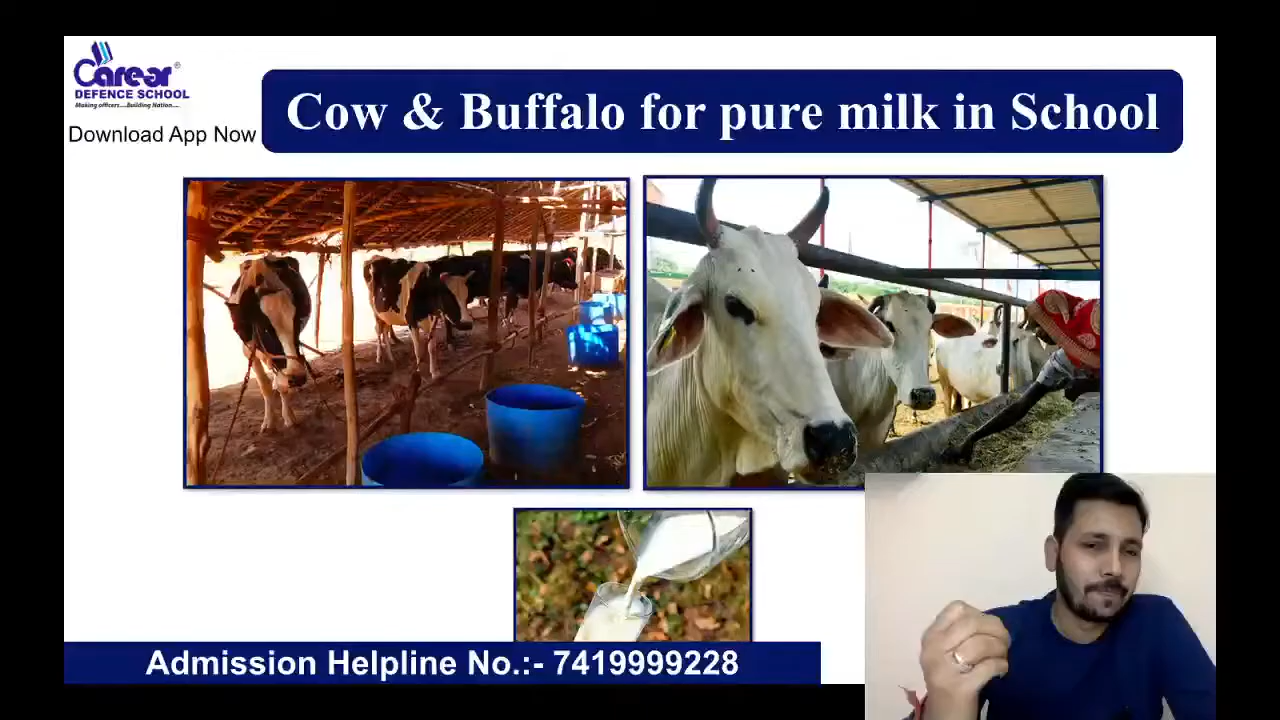 Career®
DEFENCE SCHOOL
Making officers....Building Nation....
Download App Now
Cow & Buffalo for pure milk in School
Admission Helpline No.:- 7419999228